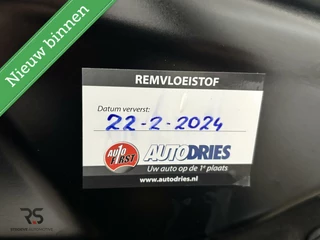 Nieuw binnen
REMVLOEISTOF
Datum ververst:
22-2-2024
AUTO FIRST
AUTODRIES
Uw auto op de 1e plaats
www.autodries.nl
RS